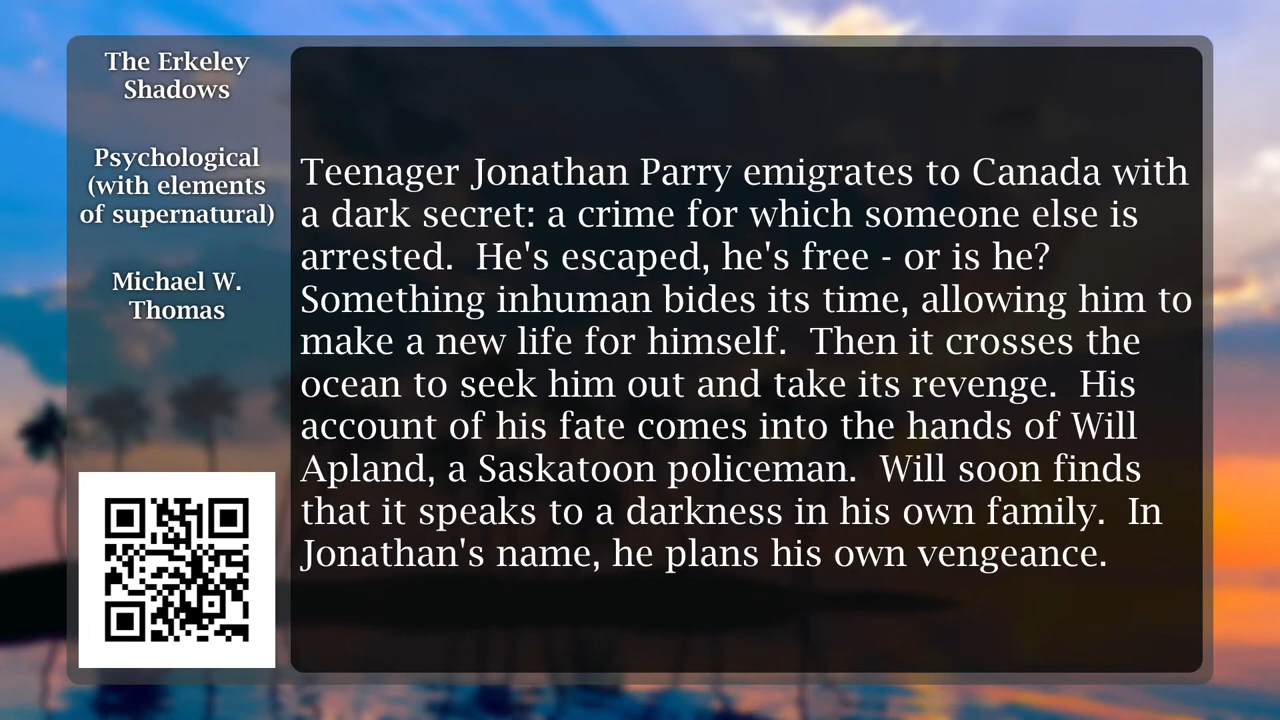 The Erkeley
Shadows
Psychological
(with elements
of supernatural)
Michael W.
Thomas
Teenager Jonathan Parry emigrates to Canada with
a dark secret: a crime for which someone else is
arrested.  He's escaped, he's free - or is he?
Something inhuman bides its time, allowing him to
make a new life for himself.  Then it crosses the
ocean to seek him out and take its revenge.  His
account of his fate comes into the hands of Will
Apland, a Saskatoon policeman.  Will soon finds
that it speaks to a darkness in his own family.  In
Jonathan's name, he plans his own vengeance.